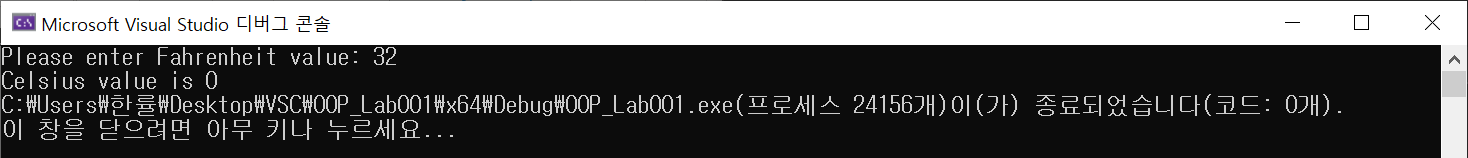 Microsoft Visual Studio 디버그 콘솔
Please enter Fahrenheit value: 32
Celsius value is 0
C:₩Users₩한률₩Desktop₩VSC₩OOP_Lab001₩x64₩Debug₩OOP_Lab001.exe(프로세스 24156개)이(가) 종료되었습니다(코드: 0개).
이 창을 닫으려면 아무 키나 누르세요...